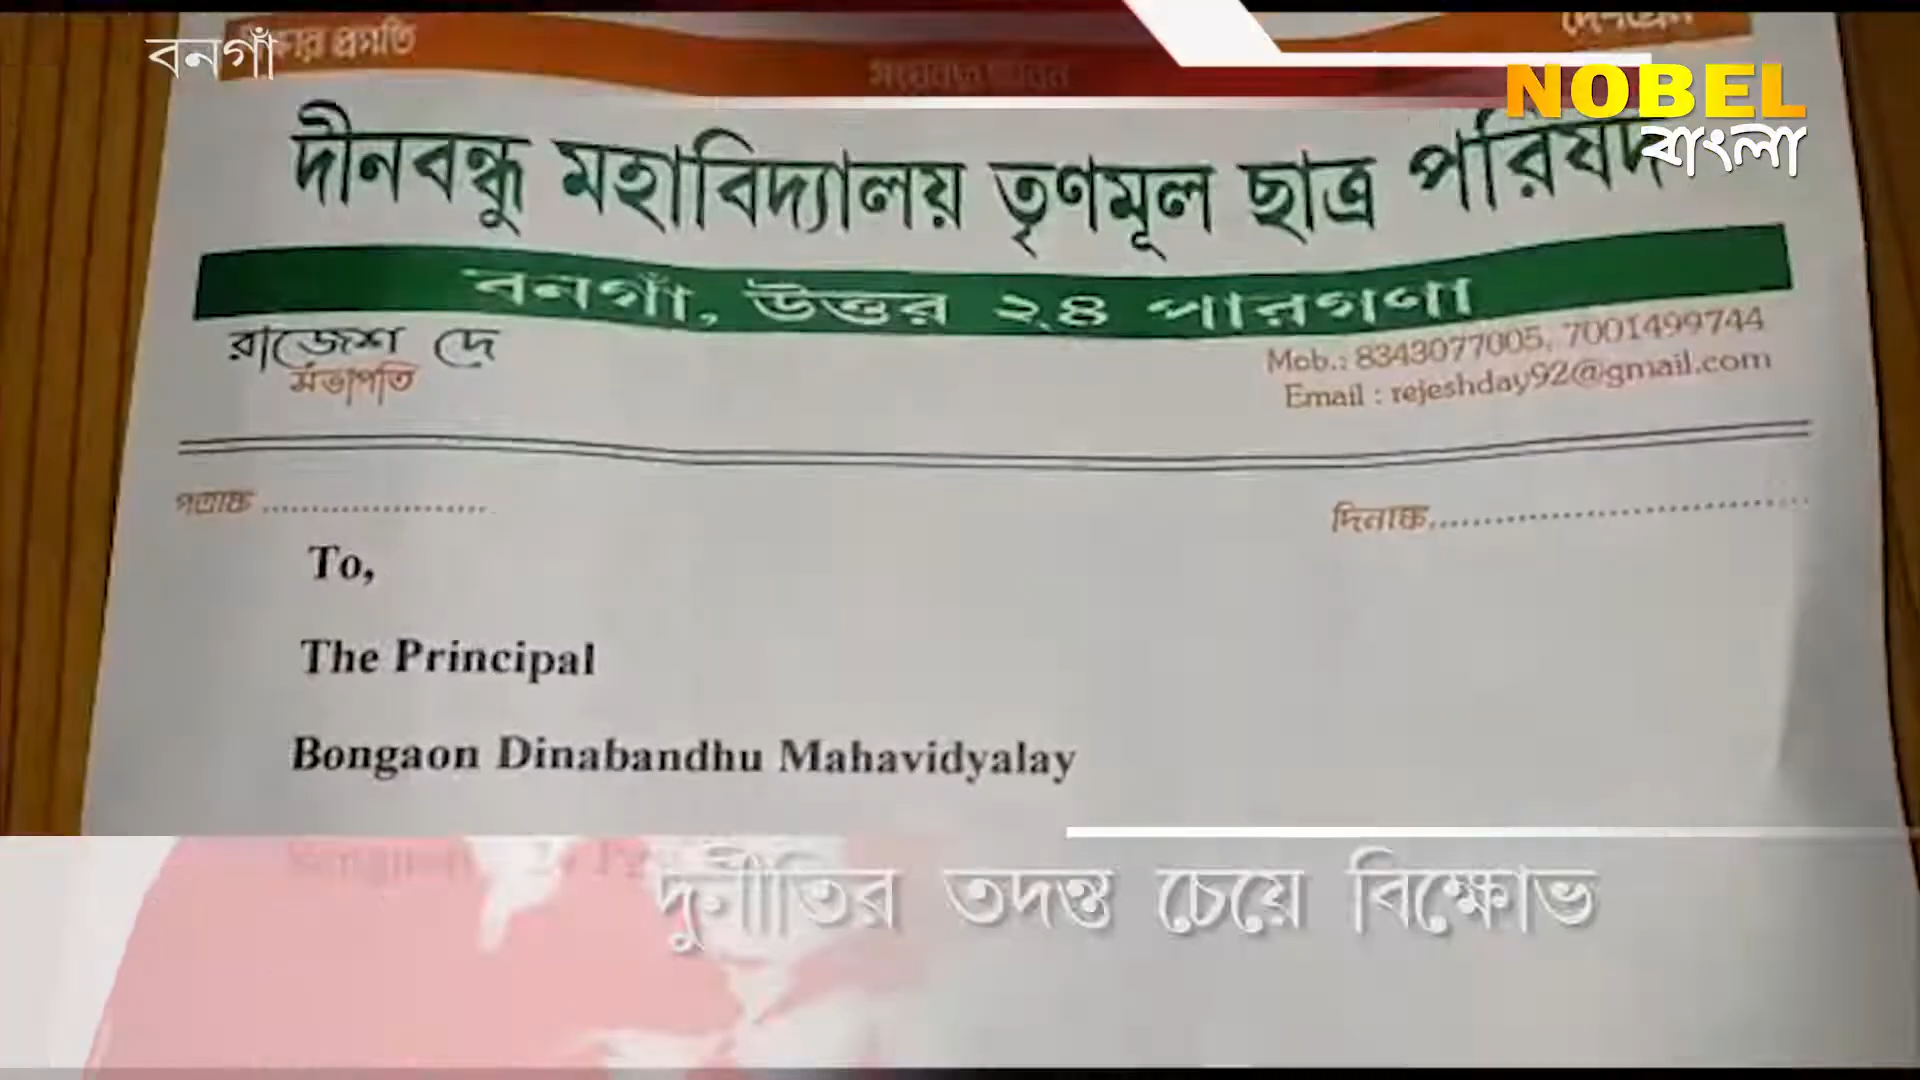 বনগাঁ
প্রগতি
NOBEL
বাংলা
দীনবন্ধু মহাবিদ্যালয় তৃণমূল ছাত্র পরিষদ
বনগাঁ, উত্তর ২৪ পারগণা
রাজেশ দে
সভাপতি
Mob.: 8343077005, 7001499744
Email : rejeshday92@gmail.com
পত্রাঙ্ক ......................
দিনাঙ্ক....................................
To,
The Principal
Bongaon Dinabandhu Mahavidyalay
দুর্নীতির তদন্ত চেয়ে বিক্ষোভ